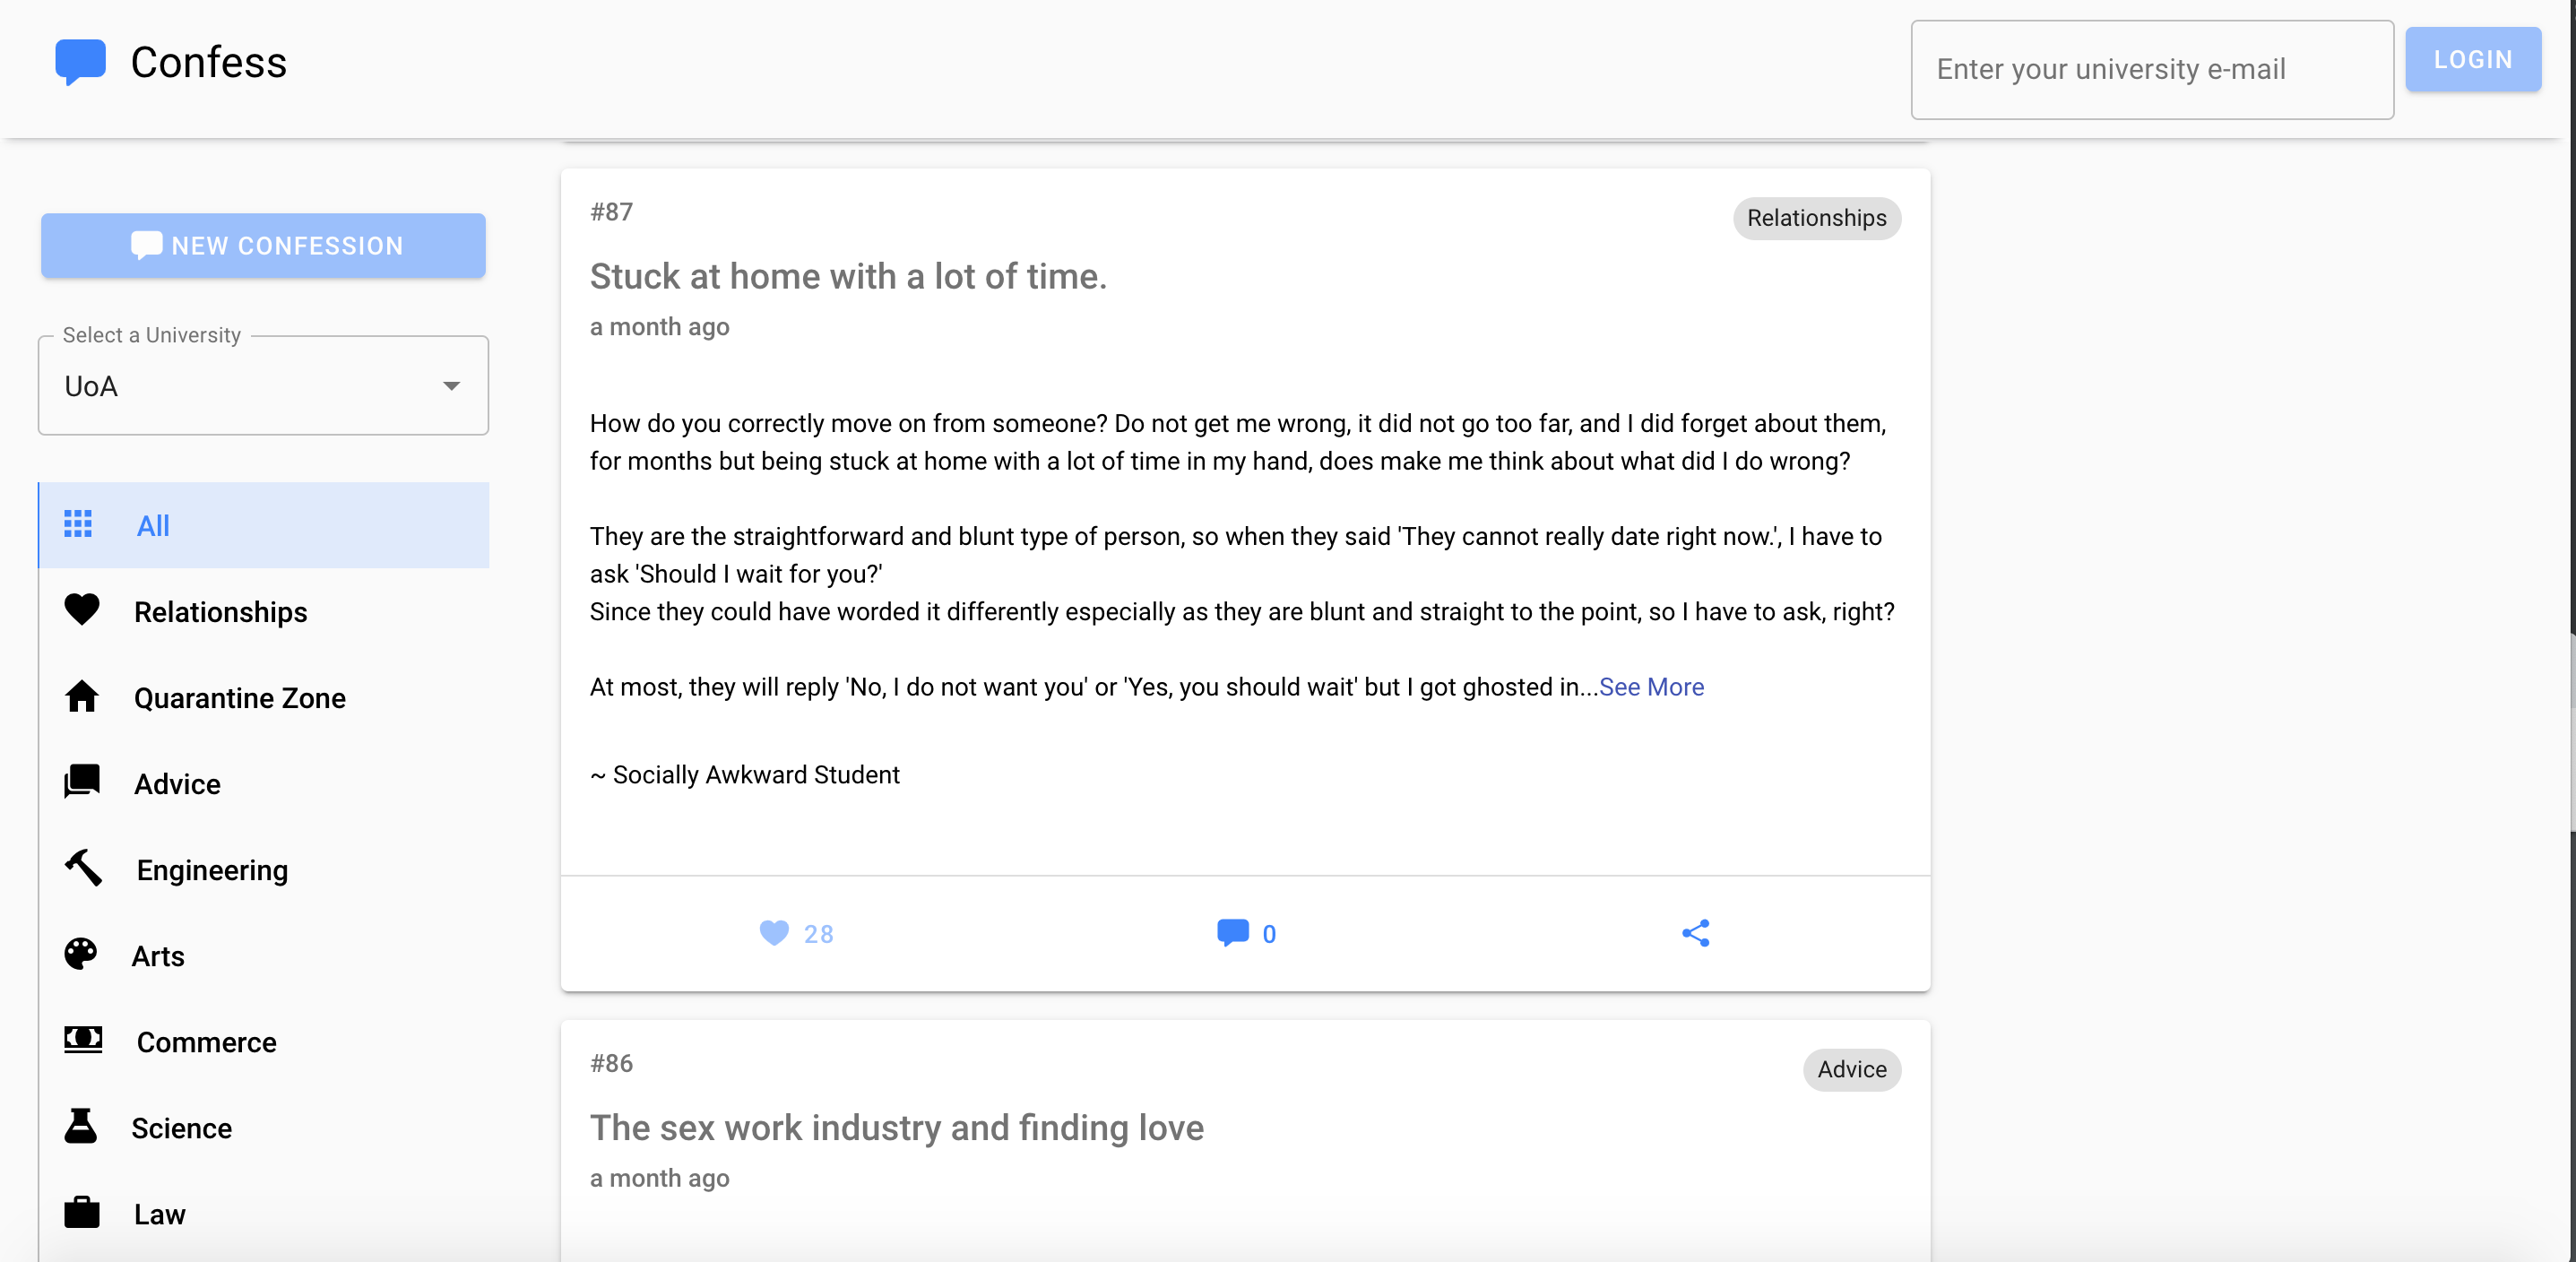 Confess
Enter your university e-mail
LOGIN
NEW CONFESSION
Select a University
UoA
All
Relationships
Quarantine Zone
Advice
Engineering
Arts
Commerce
Science
Law
#87
Relationships
Stuck at home with a lot of time.
a month ago
How do you correctly move on from someone? Do not get me wrong, it did not go too far, and I did forget about them,
for months but being stuck at home with a lot of time in my hand, does make me think about what did I do wrong?
They are the straightforward and blunt type of person, so when they said 'They cannot really date right now.', I have to
ask 'Should I wait for you?'
Since they could have worded it differently especially as they are blunt and straight to the point, so I have to ask, right?
At most, they will reply 'No, I do not want you' or 'Yes, you should wait' but I got ghosted in...See More
~ Socially Awkward Student
28
0
#86
Advice
The sex work industry and finding love
a month ago